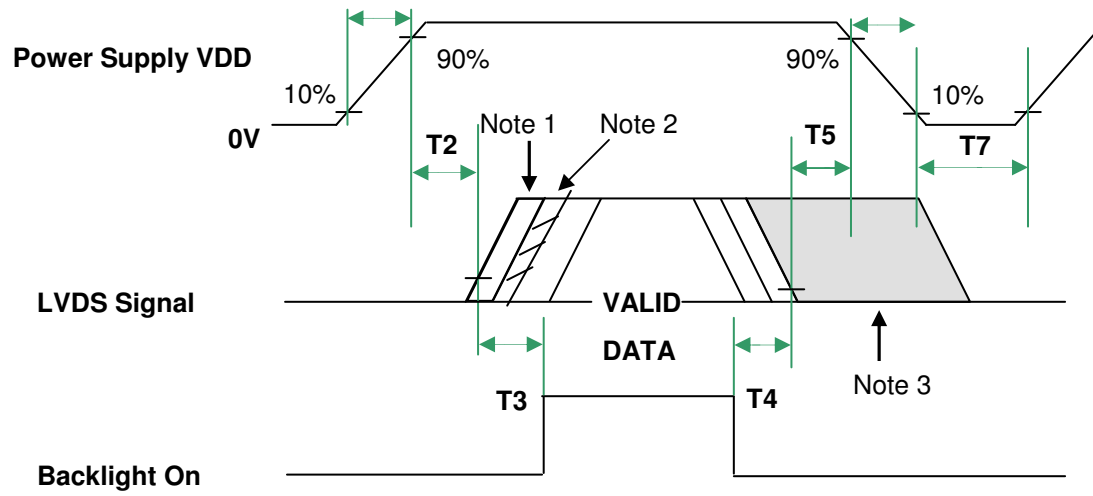 Power Supply VDD
90%
90%
10%
10%
0V
T2
Note 1
Note 2
T5
T7
LVDS Signal
VALID
DATA
T3
T4
Note 3
Backlight On